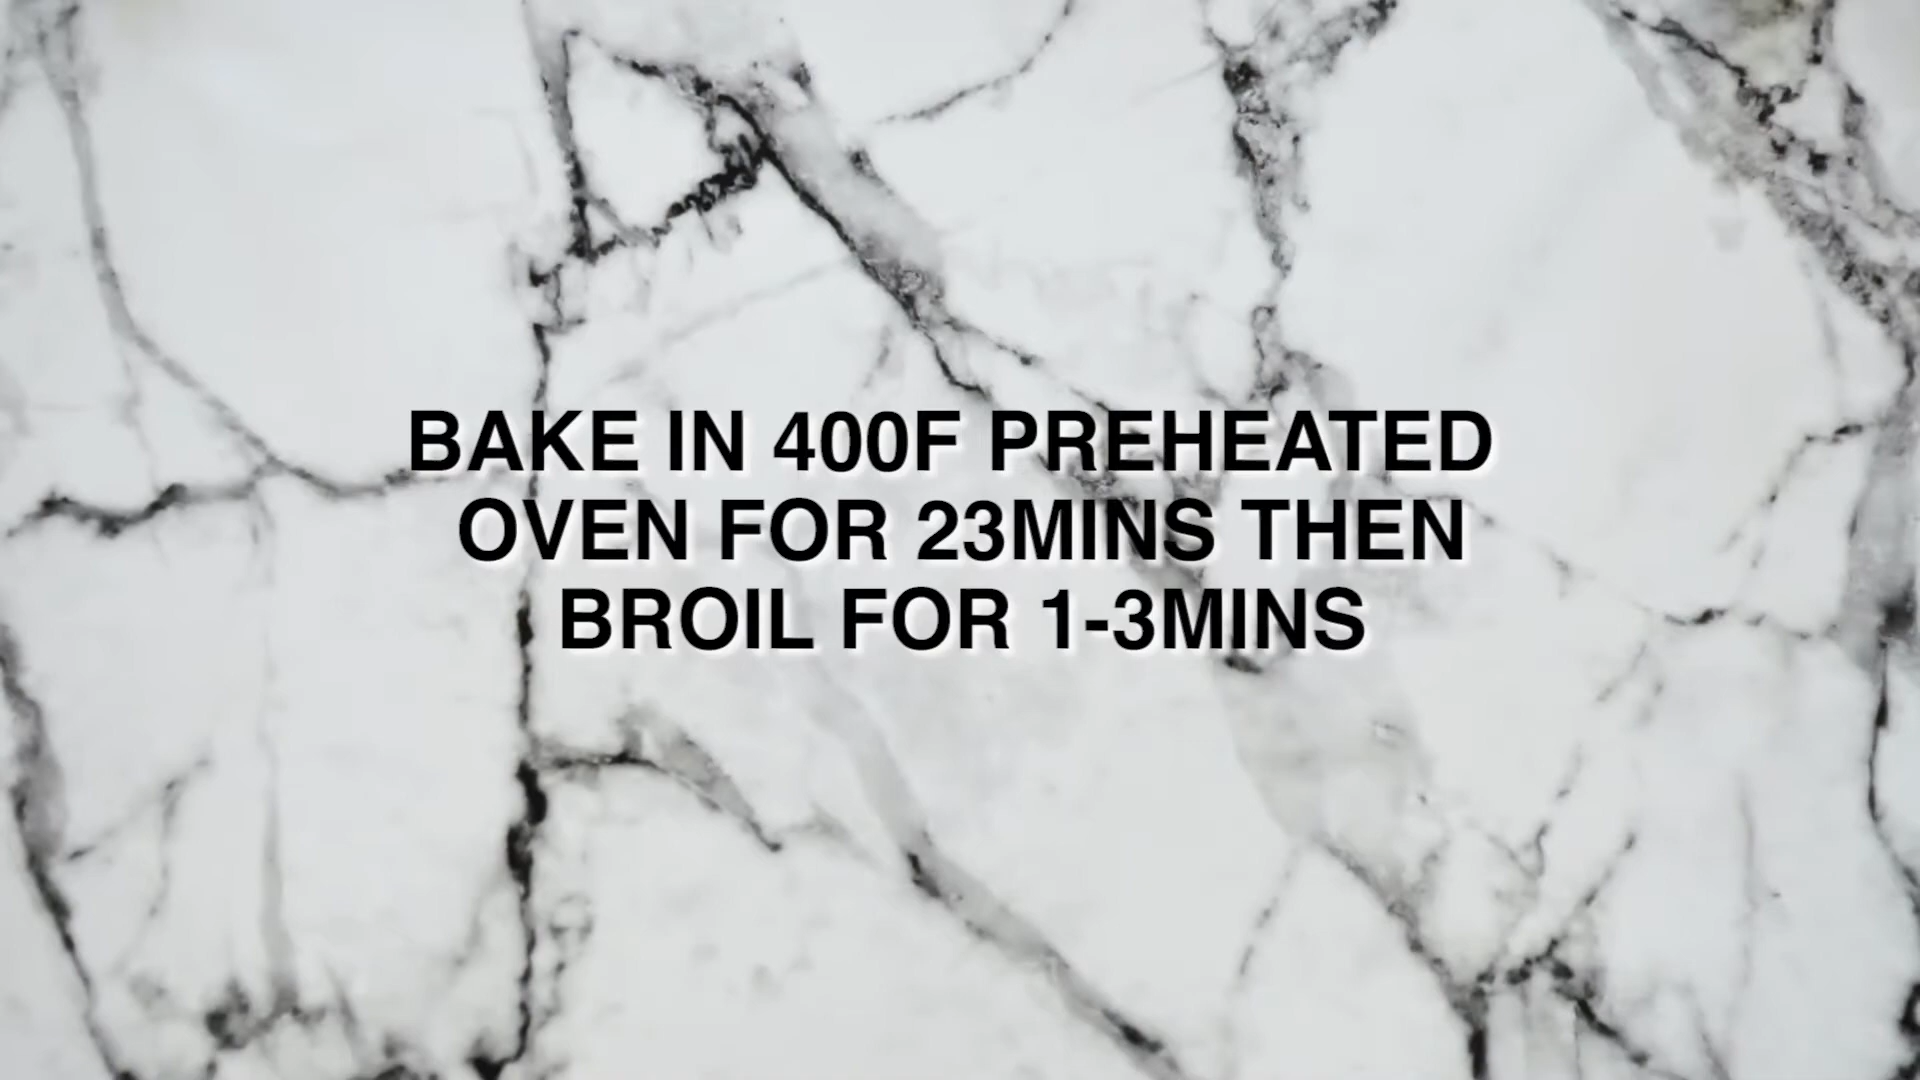 BAKE IN 400F PREHEATED
OVEN FOR 23MINS THEN
BROIL FOR 1-3MINS